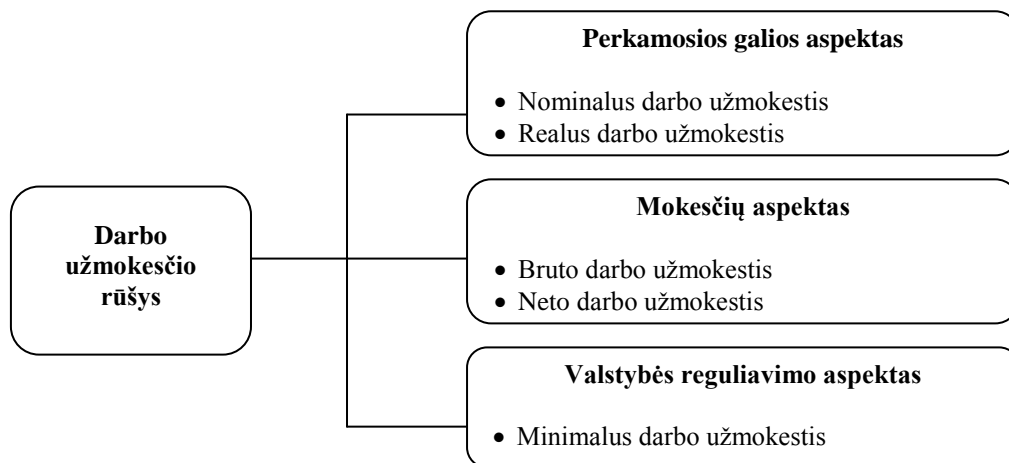 Darbo
užmokesčio
rūšys
Perkamosios galios aspektas
• Nominalus darbo užmokestis
• Realus darbo užmokestis
Mokesčių aspektas
• Bruto darbo užmokestis
• Neto darbo užmokestis
Valstybės reguliavimo aspektas
• Minimalus darbo užmokestis